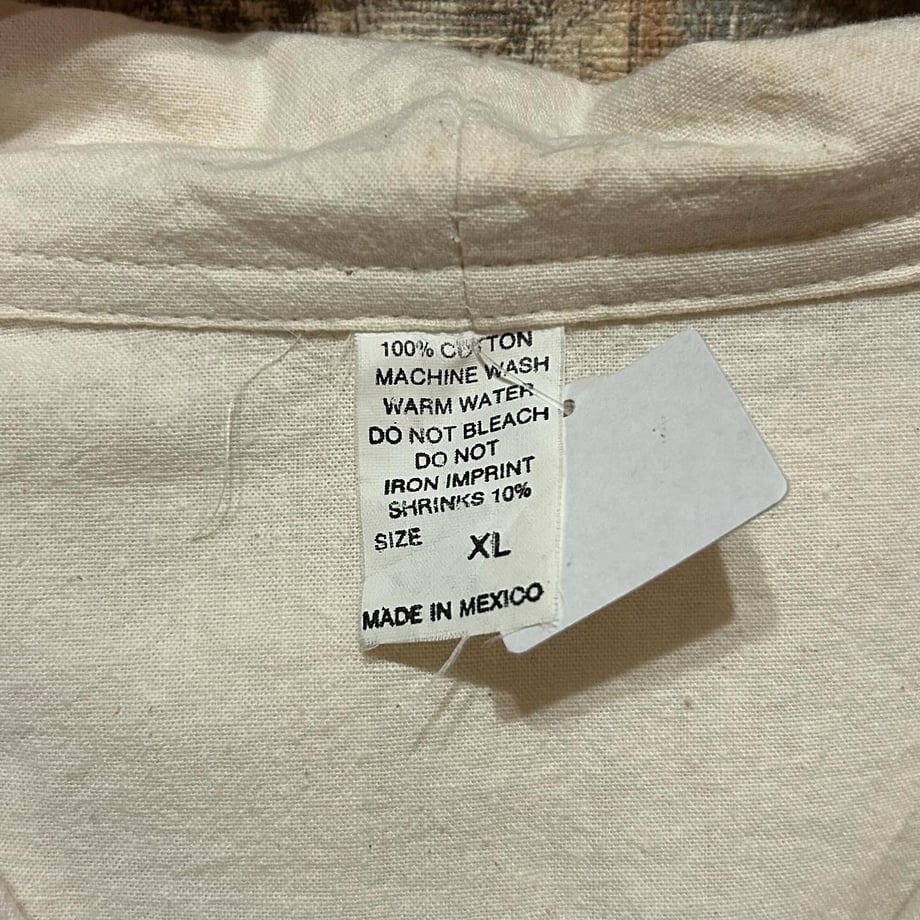 100% COTTON
MACHINE WASH
WARM WATER
DO NOT BLEACH
DO NOT
IRON IMPRINT
SHRINKS 10%
SIZE XL
MADE IN MEXICO